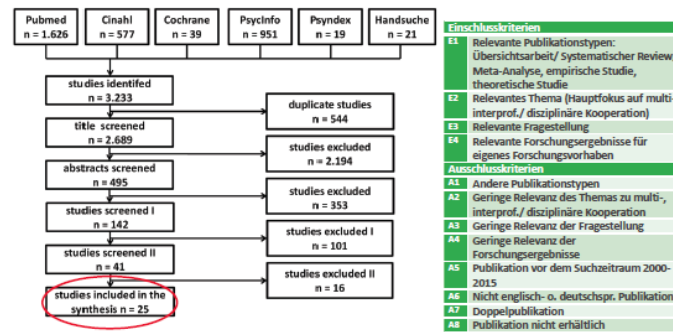 Pubmed
n = 1.626
Cinahl
n = 577
Cochrane
n = 39
PsycInfo
n = 951
Psyndex
n = 19
Handsuche
n = 21
studies identifed
n = 3.233
duplicate studies
n = 544
title screened
n = 2.689
studies excluded
n = 2.194
abstracts screened
n = 495
studies excluded
n = 353
studies screened I
n = 142
studies excluded I
n = 101
studies screened II
n = 41
studies excluded II
n = 16
studies included in the
synthesis n = 25
Einschlusskriterien
E1 Relevante Publikationstypen:
Übersichtsarbeit/ Systematischer Review,
Meta-Analyse, empirische Studie,
theoretische Studie
E2 Relevantes Thema (Hauptfokus auf multi-
interprof./ disziplinäre Kooperation)
E3 Relevante Fragestellung
E4 Relevante Forschungsergebnisse für
eigenes Forschungsvorhaben
Ausschlusskriterien
A1 Andere Publikationstypen
A2 Geringe Relevanz des Themas zu multi-,
interprof./ disziplinäre Kooperation
A3 Geringe Relevanz der Fragestellung
A4 Geringe Relevanz der
Forschungsergebnisse
A5 Publikation vor dem Suchzeitraum 2000-
2015
A6 Nicht englisch- o. deutschspr. Publikation
A7 Doppelpublikation
A8 Publikation nicht erhältlich